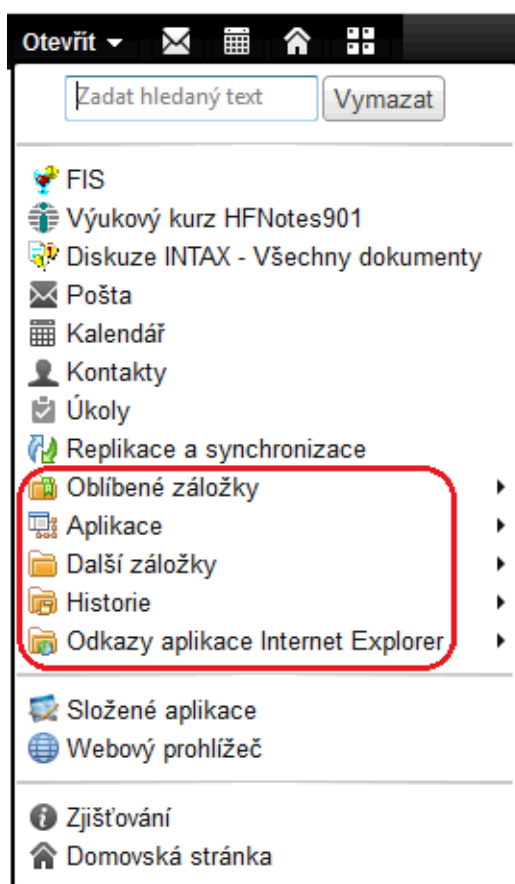 Otevřít
Zadat hledaný text Vymazat
FIS
Výukový kurz HFNotes901
Diskuze INTAX - Všechny dokumenty
Pošta
Kalendář
Kontakty
Úkoly
Replikace a synchronizace
Oblíbené záložky
Aplikace
Další záložky
Historie
Odkazy aplikace Internet Explorer
Složené aplikace
Webový prohlížeč
Zjišťování
Domovská stránka